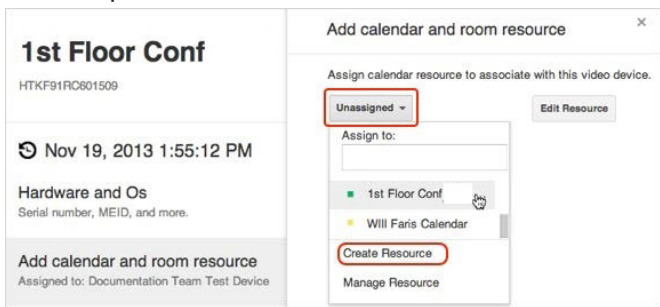 1st Floor Conf
HTKF91RC601509
Nov 19, 2013 1:55:12 PM
Hardware and Os
Serial number, MEID, and more.
Add calendar and room resource
Assigned to: Documentation Team Test Device
Add calendar and room resource
×
Assign calendar resource to associate with this video device.
Unassigned
Edit Resource
Assign to:
1st Floor Conf
WIll Faris Calendar
Create Resource
Manage Resource